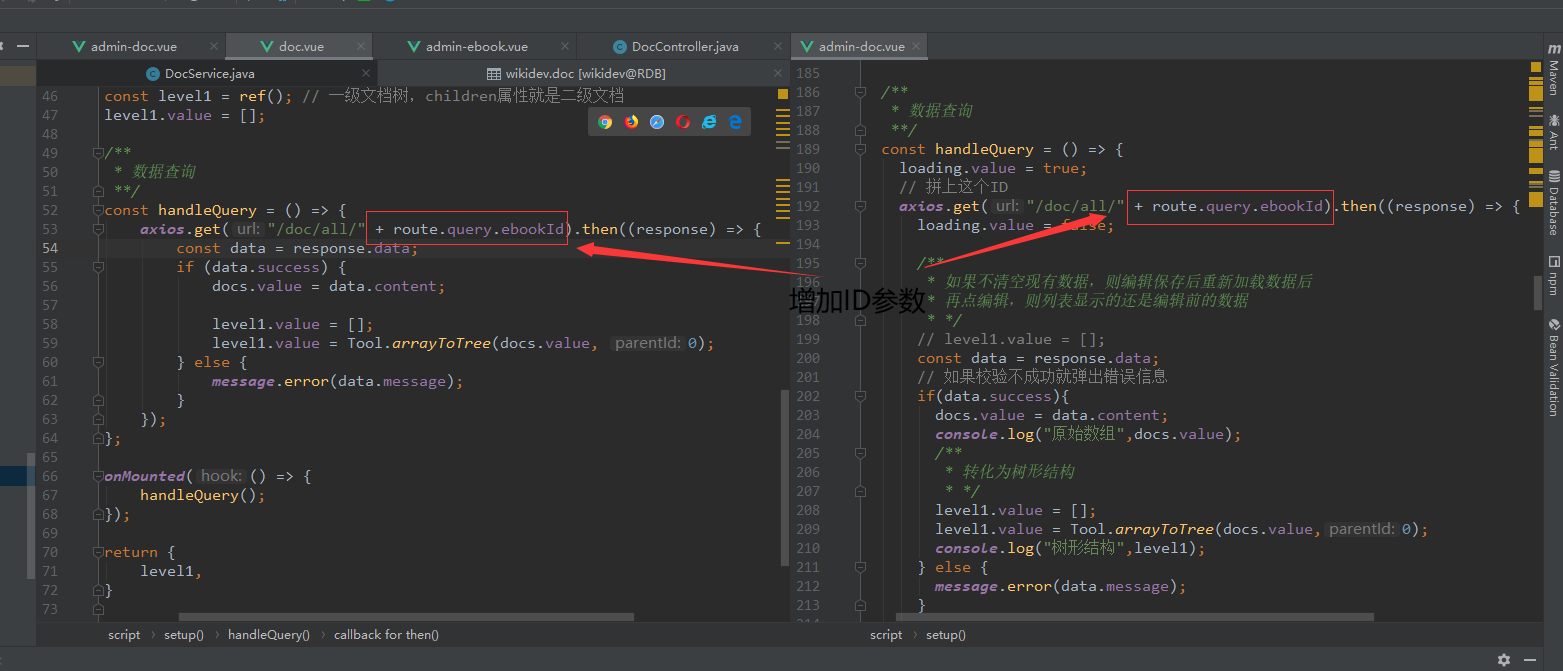 admin-doc.vue
doc.vue
admin-ebook.vue
DocController.java
admin-doc.vue
DocService.java
wikidev.doc [wikidev@RDB]
46 const level1 = ref(); // 一级文档树，children属性就是二级文档
47 level1.value = [];
48
49 /**
50 * 数据查询
51 **/
52 const handleQuery = () => {
53 axios.get( url: "/doc/all/" + route.query.ebookId).then((response) => {
54 const data = response.data;
55 if (data.success) {
56 docs.value = data.content;
57
58 level1.value = [];
59 level1.value = Tool.arrayToTree(docs.value, parentId: 0);
60 } else {
61 message.error(data.message);
62 }
63 });
64 };
65
66 onMounted( hook: () => {
67 handleQuery();
68 });
69
70 return {
71 level1,
72 }
73
script › setup() › handleQuery() › callback for then()
增加ID参数
185
186 /**
187 * 数据查询
188 **/
189 const handleQuery = () => {
190 loading.value = true;
191 // 拼上这个ID
192 axios.get( url: "/doc/all/" + route.query.ebookId).then((response) => {
193 loading.value = false;
194
195 /**
196 * 如果不清空现有数据，则编辑保存后重新加载数据后
197 * 再点编辑，则列表显示的还是编辑前的数据
198 * */
199 // level1.value = [];
200 const data = response.data;
201 // 如果校验不成功就弹出错误信息
202 if(data.success){
203 docs.value = data.content;
204 console.log("原始数组",docs.value);
205 /**
206 * 转化为树形结构
207 * */
208 level1.value = [];
209 level1.value = Tool.arrayToTree(docs.value, parentId: 0);
210 console.log("树形结构",level1);
211 } else {
212 message.error(data.message);
213 }
script › setup()
m
Maven
Ant
Database
npm
Bean Validation